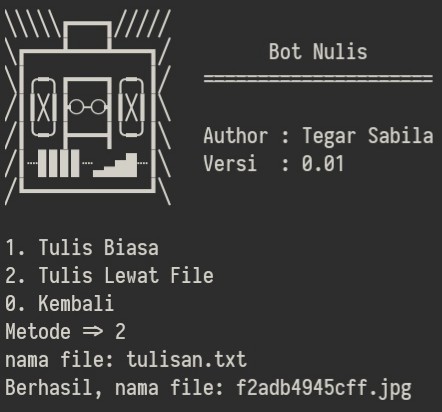 Bot Nulis
============================
Author : Tegar Sabila
Versi  : 0.01
1. Tulis Biasa
2. Tulis Lewat File
0. Kembali
Metode => 2
nama file: tulisan.txt
Berhasil, nama file: f2adb4945cff.jpg